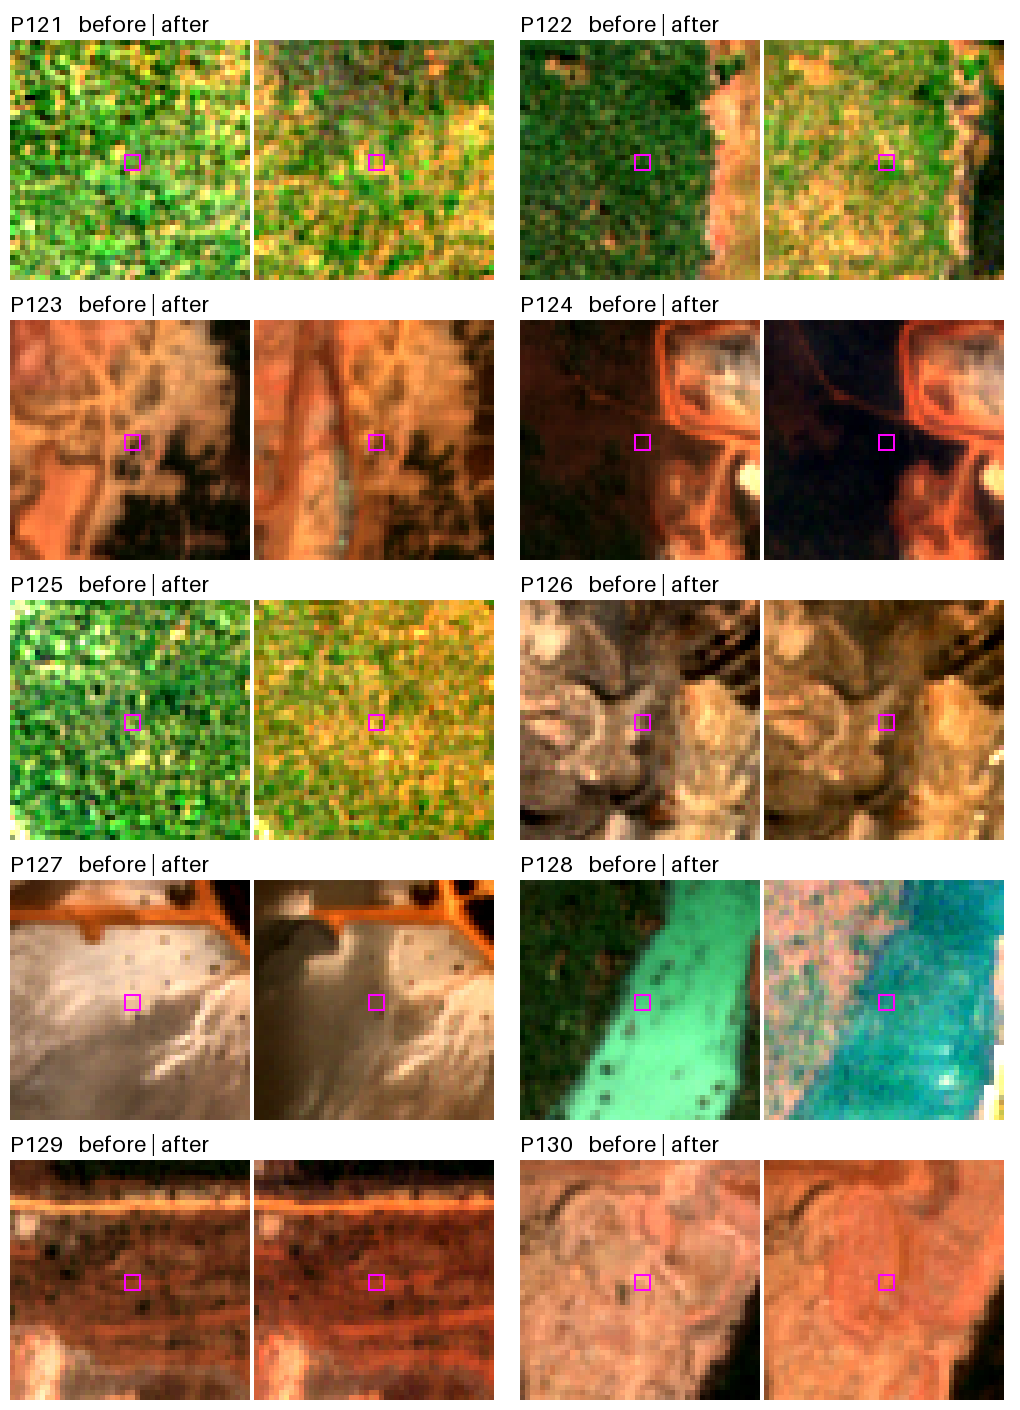 P121 before | after
P122 before | after
P123 before | after
P124 before | after
P125 before | after
P126 before | after
P127 before | after
P128 before | after
P129 before | after
P130 before | after